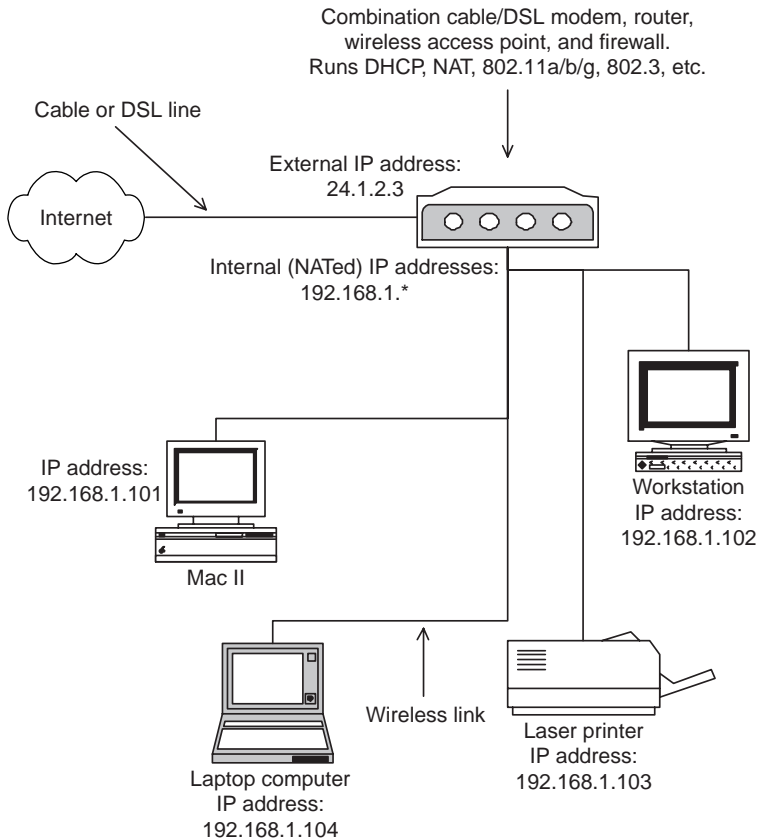 Combination cable/DSL modem, router,
wireless access point, and firewall.
Runs DHCP, NAT, 802.11a/b/g, 802.3, etc.
Cable or DSL line
External IP address:
24.1.2.3
Internet
Internal (NATed) IP addresses:
192.168.1.*
IP address:
192.168.1.101
Mac II
Workstation
IP address:
192.168.1.102
Wireless link
Laser printer
IP address:
192.168.1.103
Laptop computer
IP address:
192.168.1.104